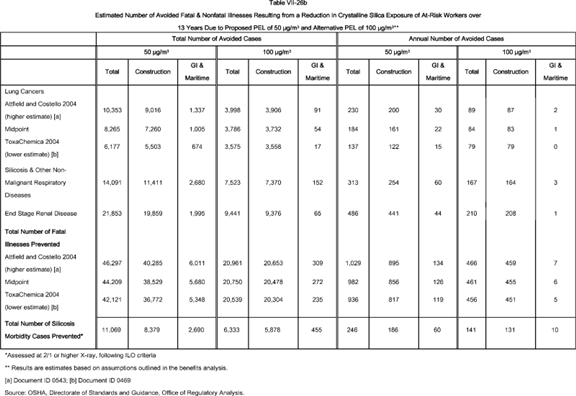 Table VII-26b
Estimated Number of Avoided Fatal & Nonfatal Illnesses Resulting from a Reduction in Crystalline Silica Exposure of At-Risk Workers over
13 Years Due to Proposed PEL of 50 µg/m³ and Alternative PEL of 100 µg/m³**
Total Number of Avoided Cases Annual Number of Avoided Cases
50 µg/m³ 100 µg/m³ 50 µg/m³ 100 µg/m³
Total Construction GI & Maritime Total Construction GI & Maritime Total Construction GI & Maritime Total Construction GI & Maritime
Lung Cancers
Attfield and Costello 2004
(higher estimate) [a] 10,353 9,016 1,337 3,998 3,906 91 230 200 30 89 87 2
Midpoint 8,265 7,260 1,005 3,786 3,732 54 184 161 22 84 83 1
ToxaChemica 2004
(lower estimate) [b] 6,177 5,503 674 3,575 3,558 17 137 122 15 79 79 0
Silicosis & Other Non-
Malignant Respiratory 14,091 11,411 2,680 7,523 7,370 152 313 254 60 167 164 3
Diseases
End Stage Renal Disease 21,853 19,859 1,995 9,441 9,376 65 486 441 44 210 208 1
Total Number of Fatal
Illnesses Prevented
Attfield and Costello 2004
(higher estimate) [a] 46,297 40,285 6,011 20,961 20,653 309 1,029 895 134 466 459 7
Midpoint 44,209 38,529 5,680 20,750 20,478 272 982 856 126 461 455 6
ToxaChemica 2004
(lower estimate) [b] 42,121 36,772 5,348 20,539 20,304 235 936 817 119 456 451 5
Total Number of Silicosis
Morbidity Cases Prevented* 11,069 8,379 2,690 6,333 5,878 455 246 186 60 141 131 10
*Assessed at 2/1 or higher X-ray, following ILO criteria
** Results are estimates based on assumptions outlined in the benefits analysis.
[a] Document ID 0543; [b] Document ID 0469
Source: OSHA, Directorate of Standards and Guidance, Office of Regulatory Analysis.